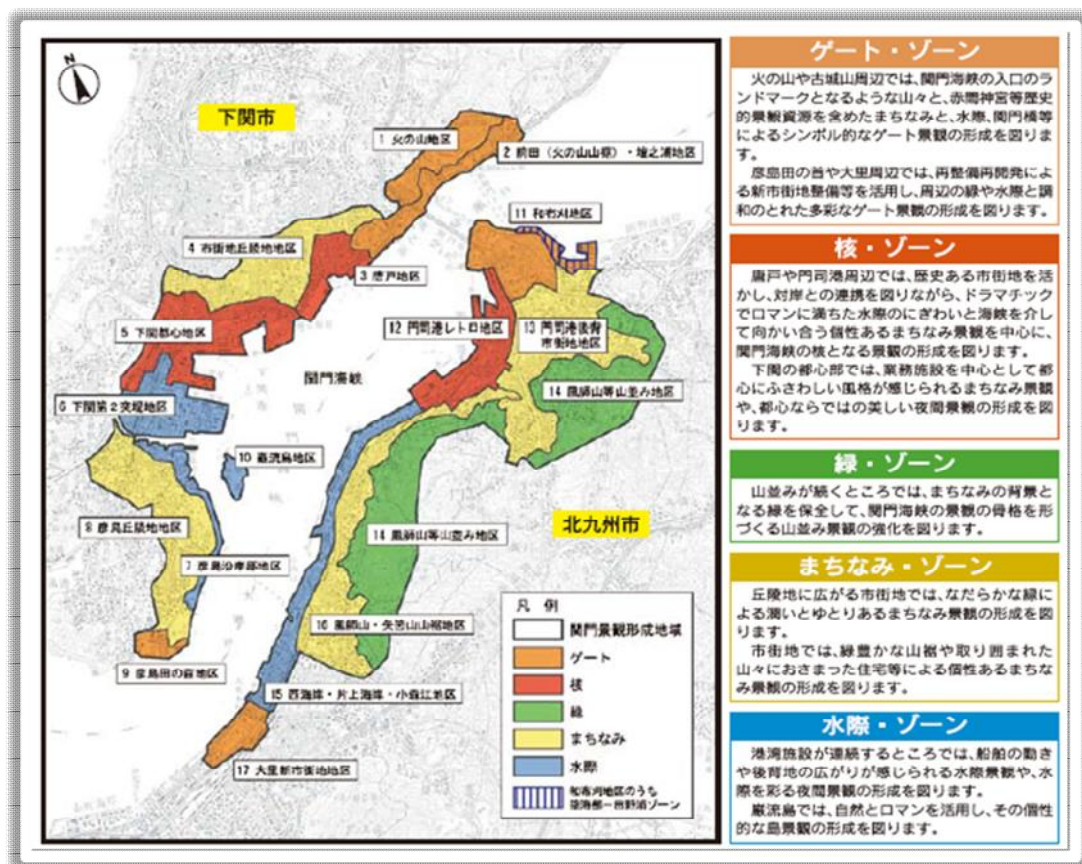 N
下関市
1 火の山地区
2 前田（火の山山麓）・壇之浦地区
11 和布刈地区
4 市街地丘陵地地区
3 唐戸地区
5 下関都心地区
12 門司港レトロ地区
13 門司港後背
市街地地区
関門海峡
14 風師山等山並み地区
6 下関第2突堤地区
10 巌流島地区
北九州市
8 彦島丘陵地地区
14 風師山等山並み地区
7 彦島沿岸部地区
16 風師山・矢筈山山裾地区
9 彦島田の首地区
15 西海岸・片上海岸・小森江地区
17 大里新市街地地区
凡 例
関門景観形成地域
ゲート
核
緑
まちなみ
水際
和布刈地区のうち
臨海部－田野浦ゾーン
ゲート・ゾーン
火の山や古城山周辺では、関門海峡の入口のラ
ンドマークとなるような山々と、赤間神宮等歴史
的景観資源を含めたまちなみと、水際、関門橋等
によるシンボル的なゲート景観の形成を図りま
す。
彦島田の首や大里周辺では、再整備再開発によ
る新市街地整備等を活用し、周辺の緑や水際と調
和のとれた多彩なゲート景観の形成を図ります。
核・ゾーン
唐戸や門司港周辺では、歴史ある市街地を活
かし、対岸との連携を図りながら、ドラマチック
でロマンに満ちた水際のにぎわいと海峡を介し
て向かい合う個性あるまちなみ景観を中心に、
関門海峡の核となる景観の形成を図ります。
下関の都心部では、業務施設を中心として都
心にふさわしい風格が感じられるまちなみ景観
や、都心ならではの美しい夜間景観の形成を図
ります。
緑・ゾーン
山並みが続くところでは、まちなみの背景と
なる緑を保全して、関門海峡の景観の骨格を形
づくる山並み景観の強化を図ります。
まちなみ・ゾーン
丘陵地に広がる市街地では、なだらかな緑に
よる潤いとゆとりあるまちなみ景観の形成を図
ります。
市街地では、緑豊かな山裾や取り囲まれた
山々におさまった住宅等による個性あるまちな
み景観の形成を図ります。
水際・ゾーン
港湾施設が連続するところでは、船舶の動き
や後背地の広がりが感じられる水際景観や、水
際を彩る夜間景観の形成を図ります。
巌流島では、自然とロマンを活用し、その個性
的な島景観の形成を図ります。